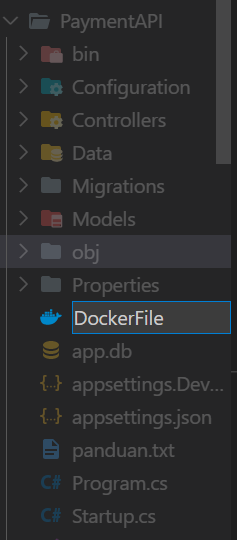 PaymentAPI
bin
Configuration
Controllers
Data
Migrations
Models
obj
Properties
DockerFile
app.db
{..} appsettings.Dev...
{..} appsettings.json
panduan.txt
C# Program.cs
C# Startup.cs